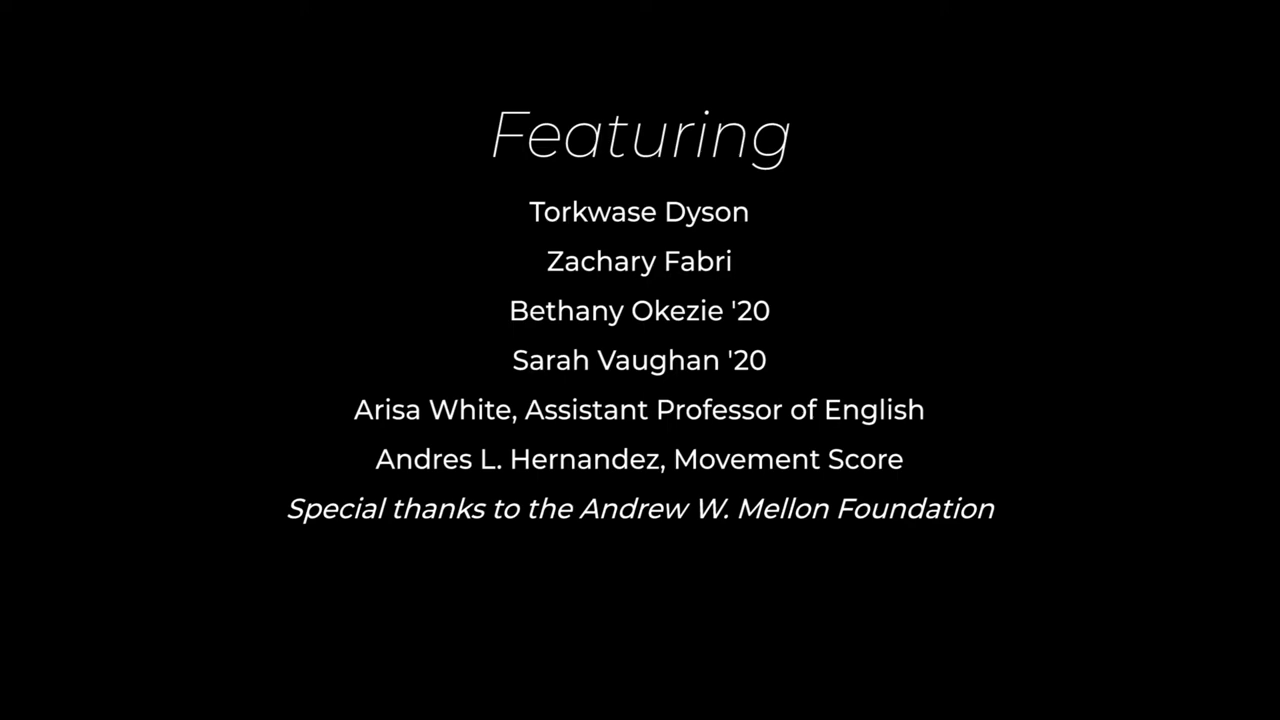 Featuring
Torkwase Dyson
Zachary Fabri
Bethany Okezie '20
Sarah Vaughan '20
Arisa White, Assistant Professor of English
Andres L. Hernandez, Movement Score
Special thanks to the Andrew W. Mellon Foundation